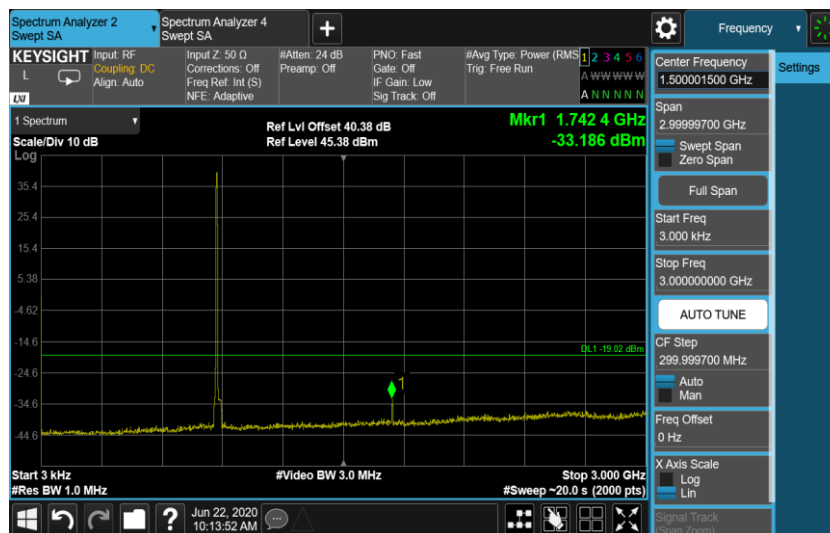 Spectrum Analyzer 2
Swept SA
Spectrum Analyzer 4
Swept SA
Frequency
KEYSIGHT
L
LXI
Input: RF
Coupling: DC
Align: Auto
Input Z: 50 Ω
Corrections: Off
Freq Ref: Int (S)
NFE: Adaptive
#Atten: 24 dB
Preamp: Off
PNO: Fast
Gate: Off
IF Gain: Low
Sig Track: Off
#Avg Type: Power (RMS
Trig: Free Run
1 2 3 4 5 6
A W W W W W
A N N N N N
1 Spectrum
Scale/Div 10 dB
Log
Ref Lvl Offset 40.38 dB
Ref Level 45.38 dBm
Mkr1 1.742 4 GHz
-33.186 dBm
35.4
25.4
15.4
5.38
-4.62
-14.6
-24.6
-34.6
-44.6
DL1 -19.02 dBm
1
Start 3 kHz
#Res BW 1.0 MHz
#Video BW 3.0 MHz
Stop 3.000 GHz
#Sweep ~20.0 s (2000 pts)
Jun 22, 2020
10:13:52 AM
Center Frequency
1.500001500 GHz
Settings
Span
2.99999700 GHz
Swept Span
Zero Span
Full Span
Start Freq
3.000 kHz
Stop Freq
3.000000000 GHz
AUTO TUNE
CF Step
299.999700 MHz
Auto
Man
Freq Offset
0 Hz
X Axis Scale
Log
Lin
Signal Track
(Span Zoom)